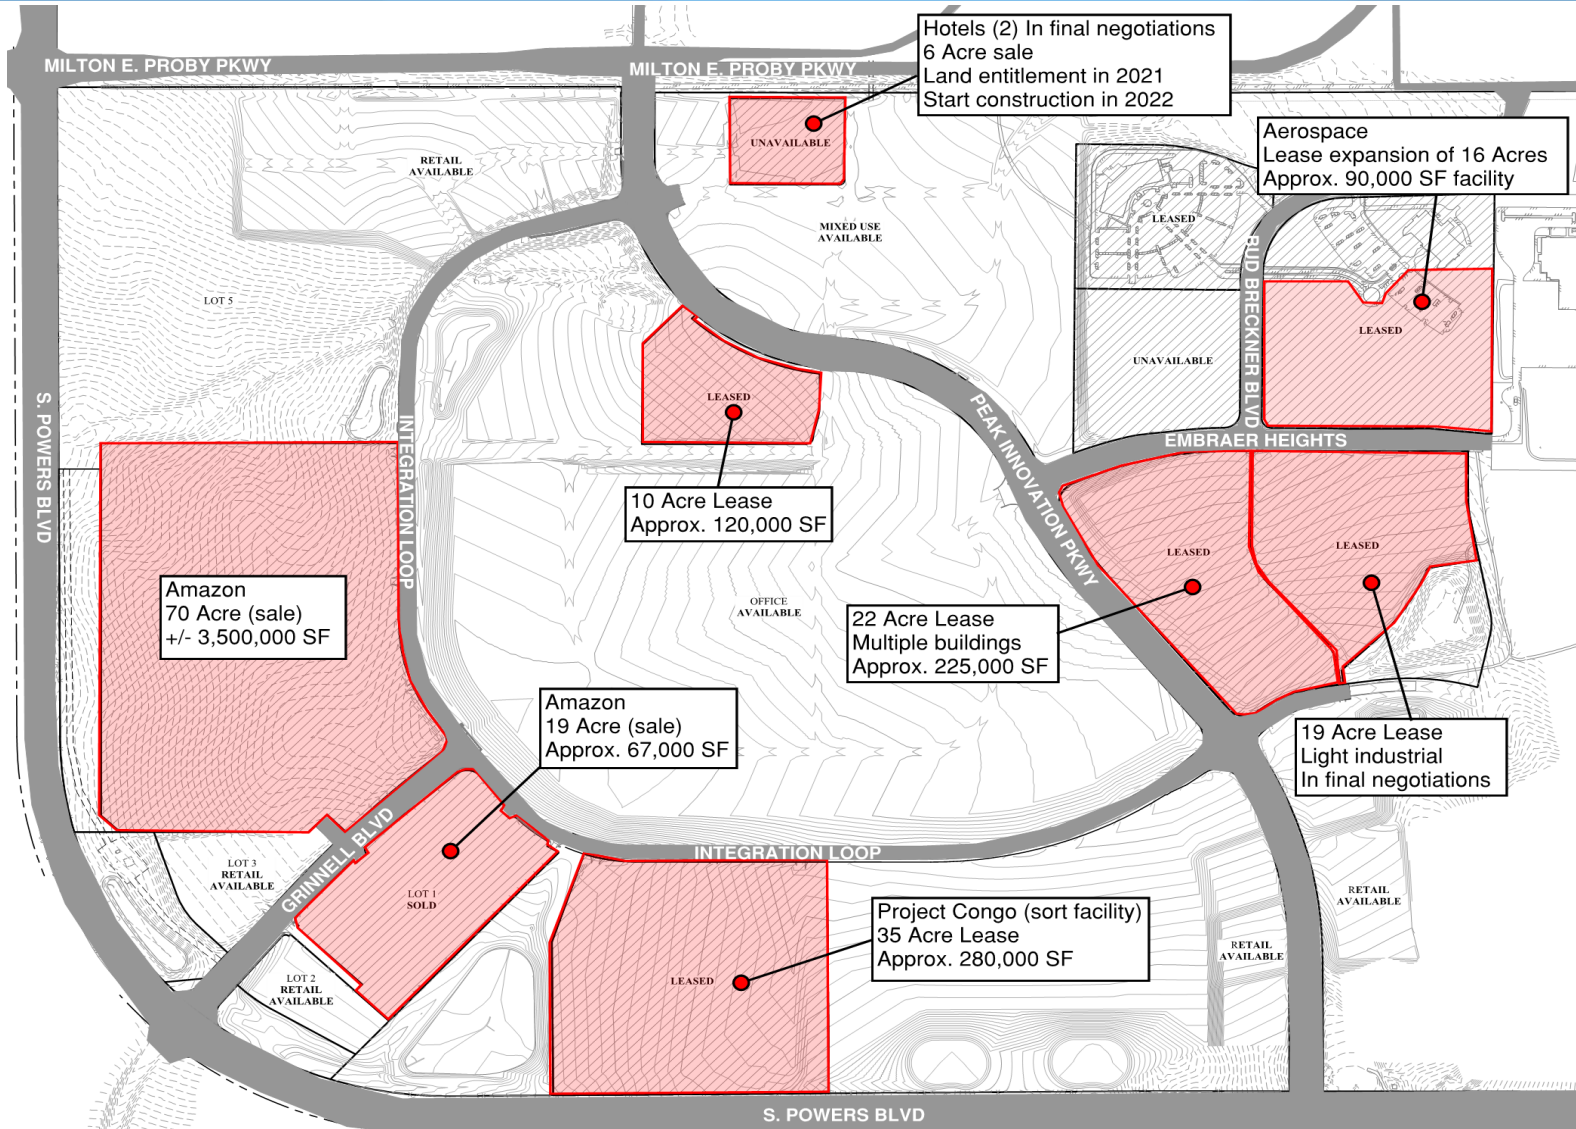 MILTON E. PROBY PKWY
MILTON E. PROBY PKWY
Hotels (2) In final negotiations
6 Acre sale
Land entitlement in 2021
Start construction in 2022
UNAVAILABLE
Aerospace
Lease expansion of 16 Acres
Approx. 90,000 SF facility
RETAIL
AVAILABLE
MIXED USE
AVAILABLE
LEASED
LOT 5
BUD BRECKNER BLVD
LEASED
UNAVAILABLE
LEASED
S. POWERS BLVD
INTEGRATION LOOP
PEAK INNOVATION PKWY
EMBRAER HEIGHTS
10 Acre Lease
Approx. 120,000 SF
LEASED
LEASED
Amazon
70 Acre (sale)
+/- 3,500,000 SF
OFFICE
AVAILABLE
22 Acre Lease
Multiple buildings
Approx. 225,000 SF
Amazon
19 Acre (sale)
Approx. 67,000 SF
19 Acre Lease
Light industrial
In final negotiations
GRINNELL BLVD
INTEGRATION LOOP
LOT 3
RETAIL
AVAILABLE
LOT 1
SOLD
Project Congo (sort facility)
35 Acre Lease
Approx. 280,000 SF
RETAIL
AVAILABLE
RETAIL
AVAILABLE
LEASED
LOT 2
RETAIL
AVAILABLE
S. POWERS BLVD